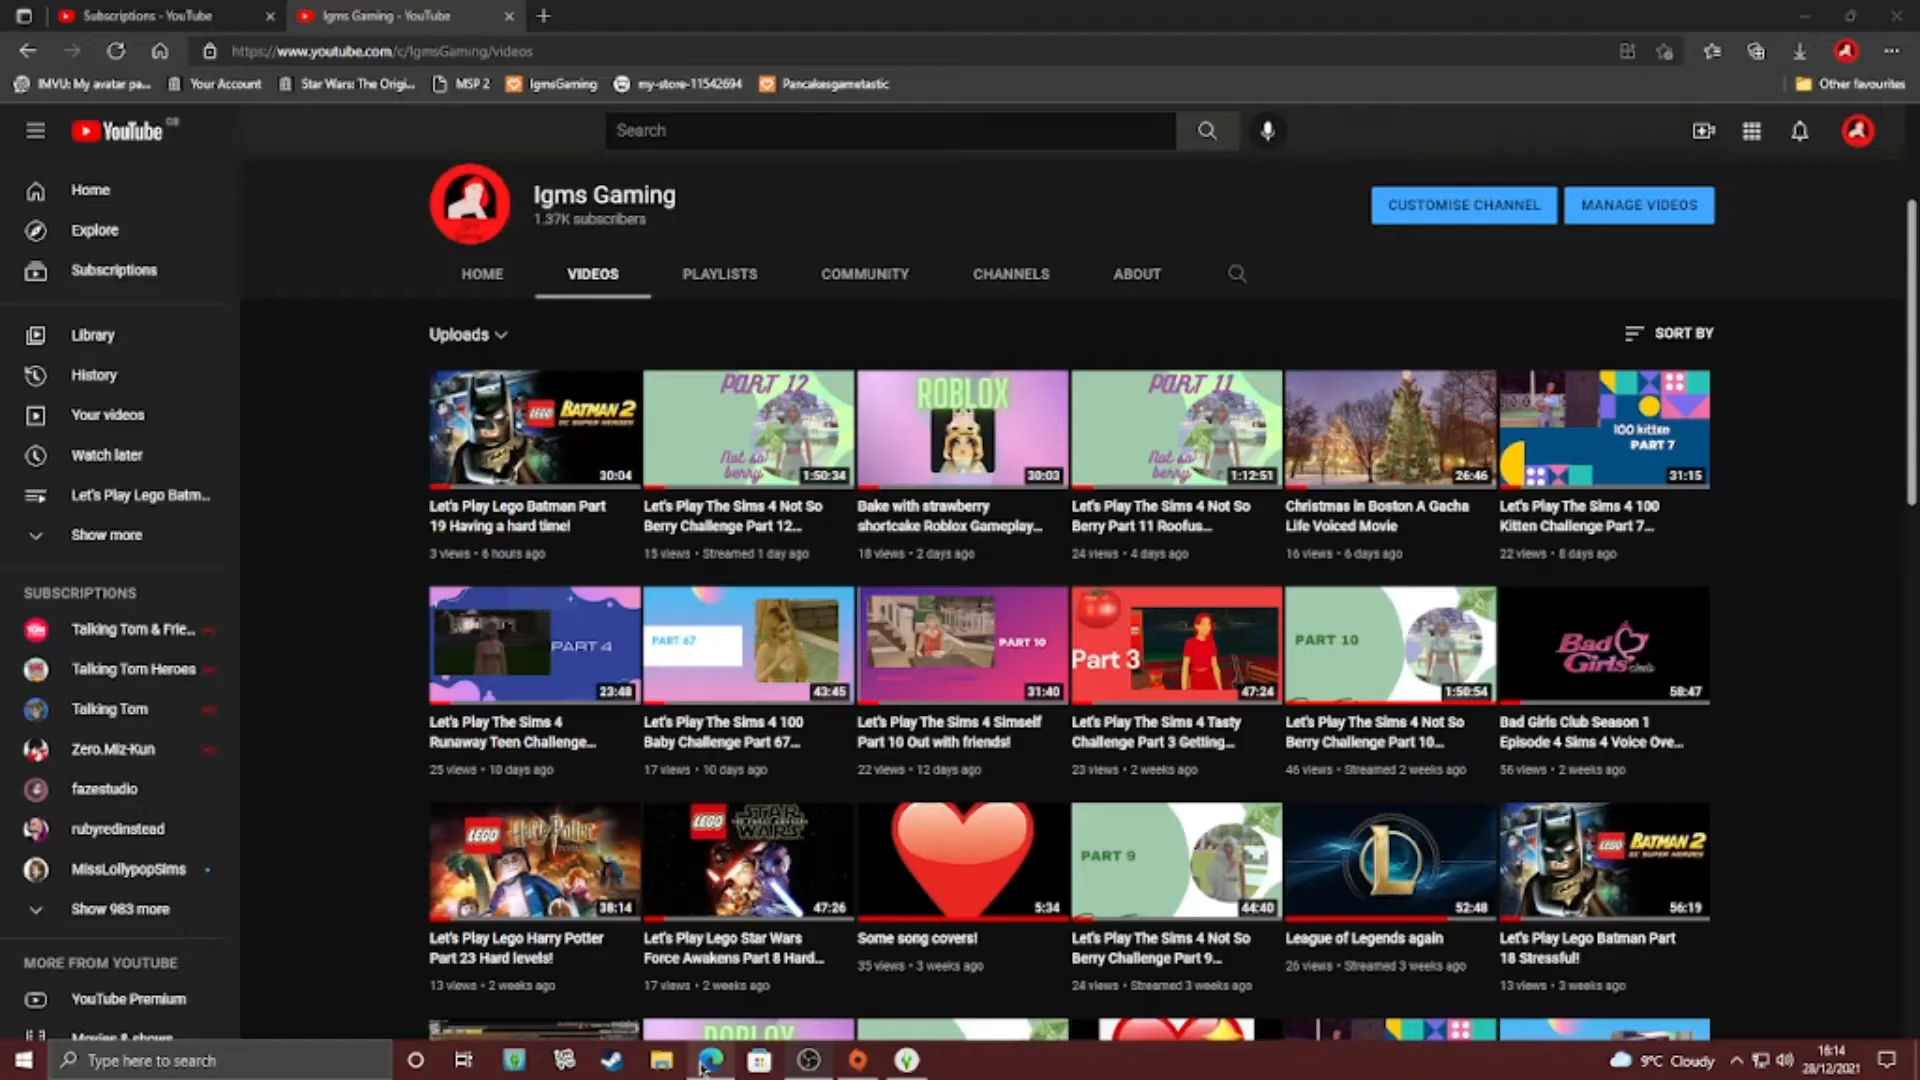 Subscriptions - YouTube
Igms Gaming - YouTube
https://www.youtube.com/c/IgmsGaming/videos
IMVU: My avatar pa...
Your Account
Star Wars: The Origi...
MSP 2
IgmsGaming
my-store-11542694
Pancakesgametastic
Other favourites
YouTube GB
Search
Home
Explore
Subscriptions
Library
History
Your videos
Watch later
Let's Play Lego Batm...
Show more
SUBSCRIPTIONS
Talking Tom & Frie...
Talking Tom Heroes
Talking Tom
Zero.Miz-Kun
fazestudio
rubyredinstead
MissLollypopSims
Show 983 more
MORE FROM YOUTUBE
YouTube Premium
Movies & shows
Igms Gaming
1.37K subscribers
CUSTOMISE CHANNEL
MANAGE VIDEOS
HOME
VIDEOS
PLAYLISTS
COMMUNITY
CHANNELS
ABOUT
Uploads
SORT BY
LEGO BATMAN 2
DC SUPER HEROES
30:04
Let's Play Lego Batman Part
19 Having a hard time!
3 views • 6 hours ago
PART 12
Not so
berry
1:50:34
Let's Play The Sims 4 Not So
Berry Challenge Part 12...
15 views • Streamed 1 day ago
ROBLOX
30:03
Bake with strawberry
shortcake Roblox Gameplay...
18 views • 2 days ago
PART 11
Not so
berry
1:12:51
Let's Play The Sims 4 Not So
Berry Part 11 Roofus...
24 views • 4 days ago
26:46
Christmas in Boston A Gacha
Life Voiced Movie
16 views • 6 days ago
100 kitten
PART 7
31:15
Let's Play The Sims 4 100
Kitten Challenge Part 7...
22 views • 8 days ago
PART 4
23:48
Let's Play The Sims 4
Runaway Teen Challenge...
25 views • 10 days ago
PART 67
43:45
Let's Play The Sims 4 100
Baby Challenge Part 67...
17 views • 10 days ago
PART 10
31:40
Let's Play The Sims 4 Simself
Part 10 Out with friends!
22 views • 12 days ago
Part 3
47:24
Let's Play The Sims 4 Tasty
Challenge Part 3 Getting...
23 views • 2 weeks ago
PART 10
1:50:54
Let's Play The Sims 4 Not So
Berry Challenge Part 10...
46 views • Streamed 2 weeks ago
Bad
Girls club
58:47
Bad Girls Club Season 1
Episode 4 Sims 4 Voice Ove...
56 views • 2 weeks ago
LEGO Harry Potter
38:14
Let's Play Lego Harry Potter
Part 23 Hard levels!
13 views • 2 weeks ago
LEGO STAR WARS
THE FORCE AWAKENS
47:26
Let's Play Lego Star Wars
Force Awakens Part 8 Hard...
17 views • 2 weeks ago
5:34
Some song covers!
35 views • 3 weeks ago
PART 9
44:40
Let's Play The Sims 4 Not So
Berry Challenge Part 9...
24 views • Streamed 3 weeks ago
L
52:48
League of Legends again
26 views • Streamed 3 weeks ago
LEGO BATMAN 2
DC SUPER HEROES
56:19
Let's Play Lego Batman Part
18 Stressful!
13 views • 3 weeks ago
ROBLOX
Type here to search
9°C Cloudy
16:14
28/12/2021